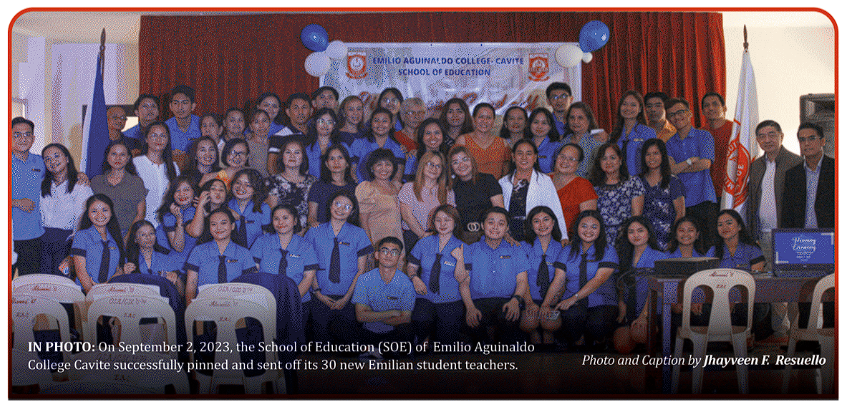 EMILIO AGUINALDO COLLEGE- CAVITE
SCHOOL OF EDUCATION
Ceremony
IN PHOTO: On September 2, 2023, the School of Education (SOE) of Emilio Aguinaldo
College Cavite successfully pinned and sent off its 30 new Emilian student teachers.
Photo and Caption by Jhayveen F. Resuello